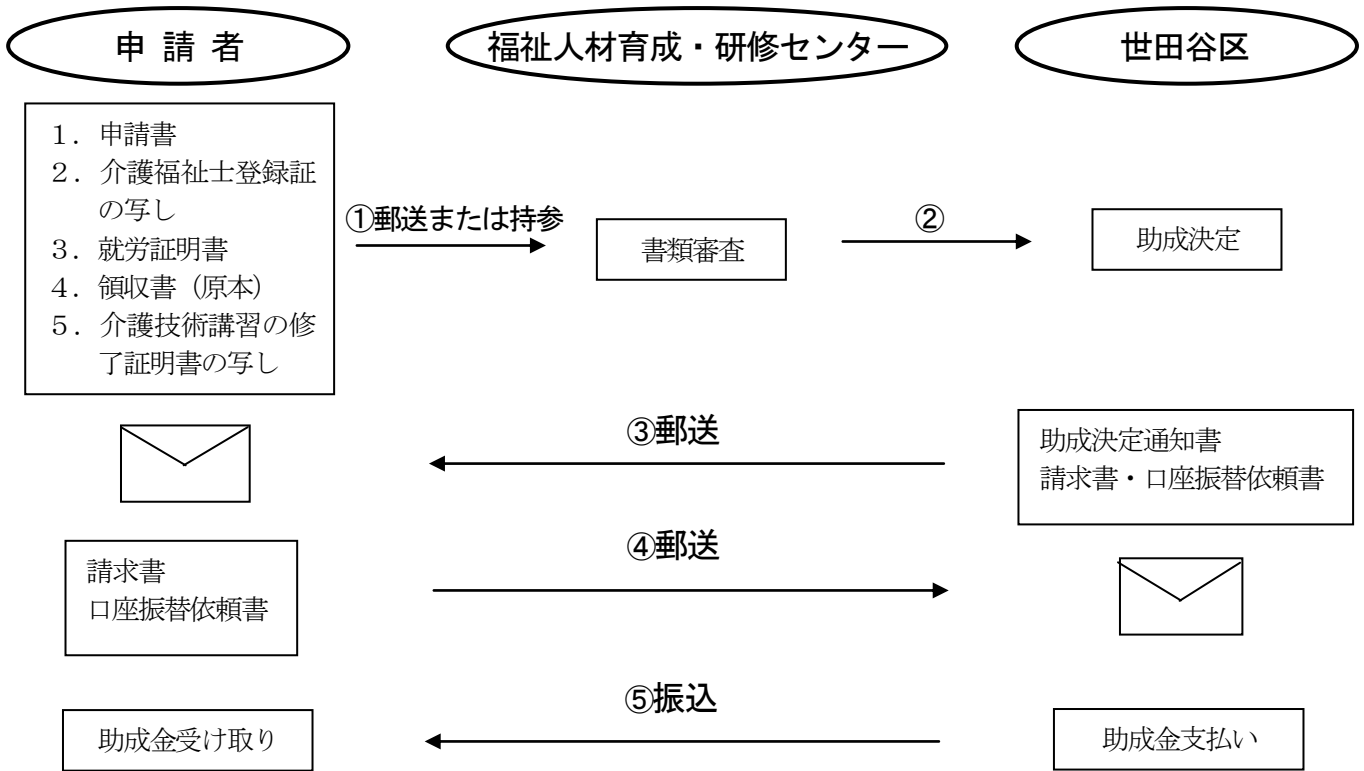 申 請 者
福祉人材育成・研修センター
世田谷区
１．申請書
２．介護福祉士登録証
の写し
３．就労証明書
４．領収書（原本）
５．介護技術講習の修
了証明書の写し
①郵送または持参
書類審査
②
助成決定
③郵送
助成決定通知書
請求書・口座振替依頼書
④郵送
請求書
口座振替依頼書
⑤振込
助成金受け取り
助成金支払い